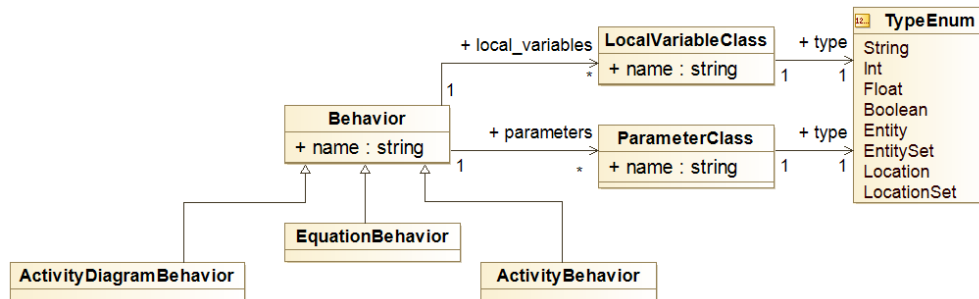 12...
TypeEnum
String
Int
Float
Boolean
Entity
EntitySet
Location
LocationSet
+ local_variables
1
*
LocalVariableClass
+ name : string
+ type
1
1
Behavior
+ name : string
+ parameters
1
*
ParameterClass
+ name : string
+ type
1
1
EquationBehavior
ActivityDiagramBehavior
ActivityBehavior